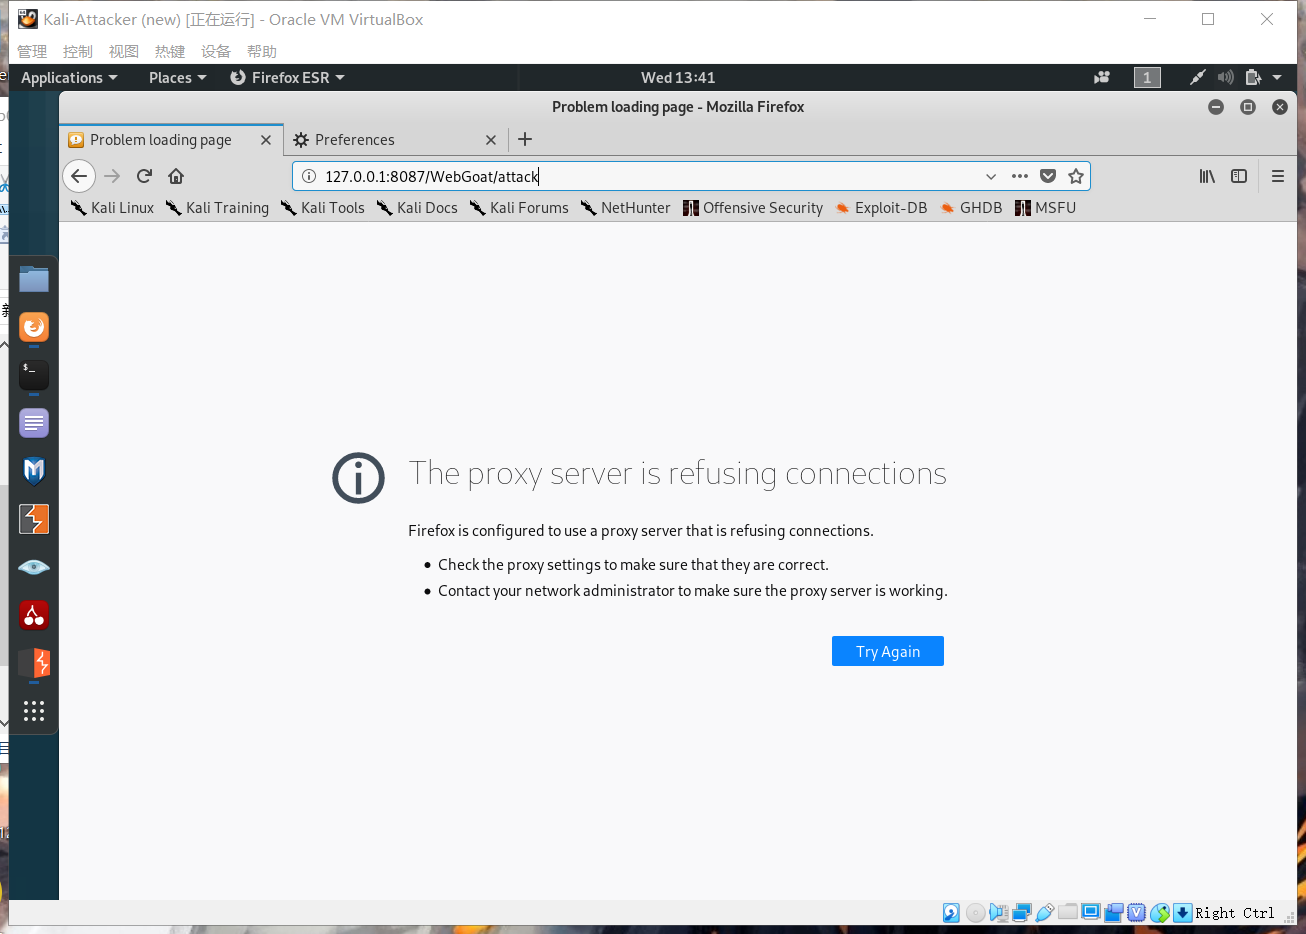 Kali-Attacker (new) [正在运行] - Oracle VM VirtualBox
管理 控制 视图 热键 设备 帮助
Applications Places Firefox ESR Wed 13:41 1
Problem loading page - Mozilla Firefox
Problem loading page Preferences
127.0.0.1:8087/WebGoat/attack
Kali Linux Kali Training Kali Tools Kali Docs Kali Forums NetHunter Offensive Security Exploit-DB GHDB MSFU
The proxy server is refusing connections
Firefox is configured to use a proxy server that is refusing connections.
Check the proxy settings to make sure that they are correct.
Contact your network administrator to make sure the proxy server is working.
Try Again
Right Ctrl